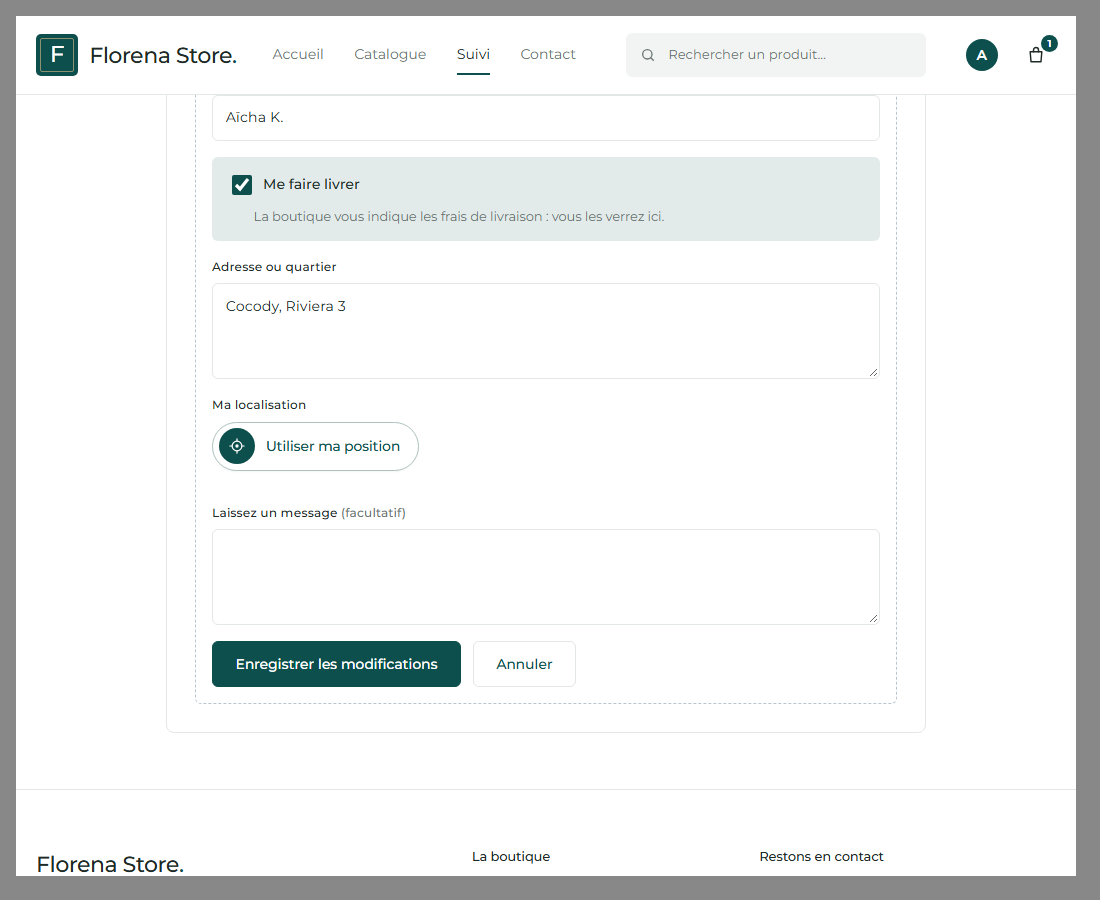 F
Florena Store.
Accueil
Catalogue
Suivi
Contact
Rechercher un produit...
A
1
Aïcha K.
Me faire livrer
La boutique vous indique les frais de livraison : vous les verrez ici.
Adresse ou quartier
Cocody, Riviera 3
Ma localisation
Utiliser ma position
Laissez un message (facultatif)
Enregistrer les modifications
Annuler
Florena Store.
La boutique
Restons en contact